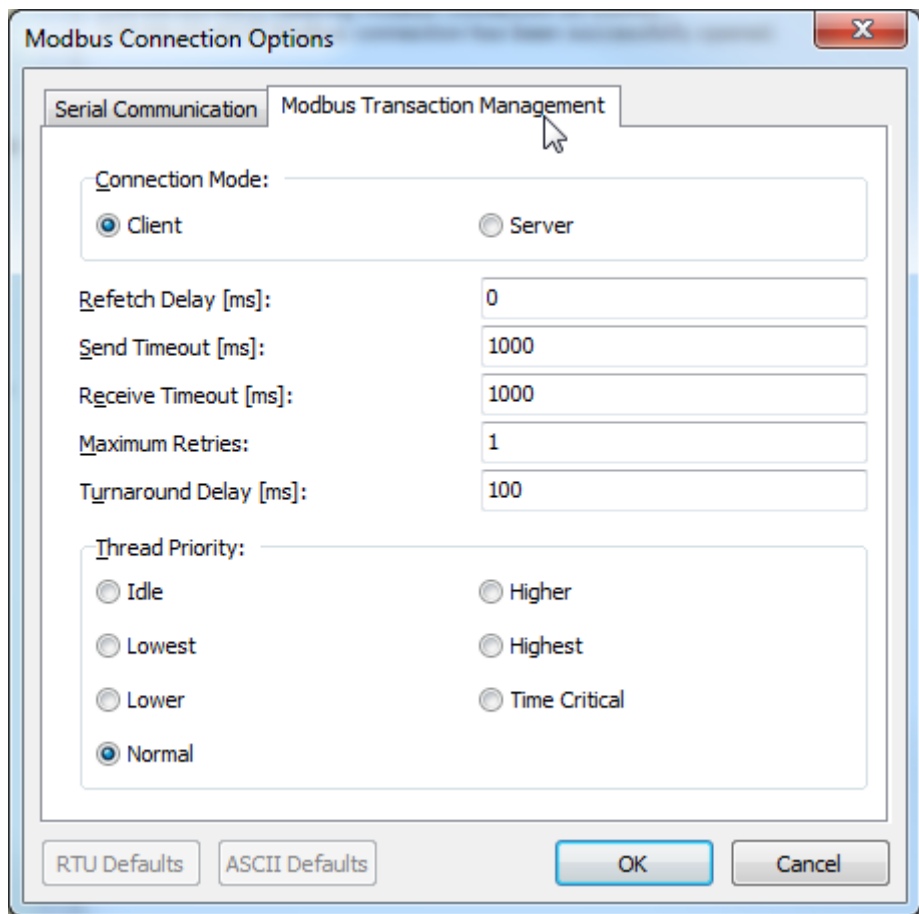 Modbus Connection Options
Serial Communication Modbus Transaction Management
Connection Mode:
Client Server
Refetch Delay [ms]: 0
Send Timeout [ms]: 1000
Receive Timeout [ms]: 1000
Maximum Retries: 1
Turnaround Delay [ms]: 100
Thread Priority:
Idle Higher
Lowest Highest
Lower Time Critical
Normal
RTU Defaults ASCII Defaults OK Cancel